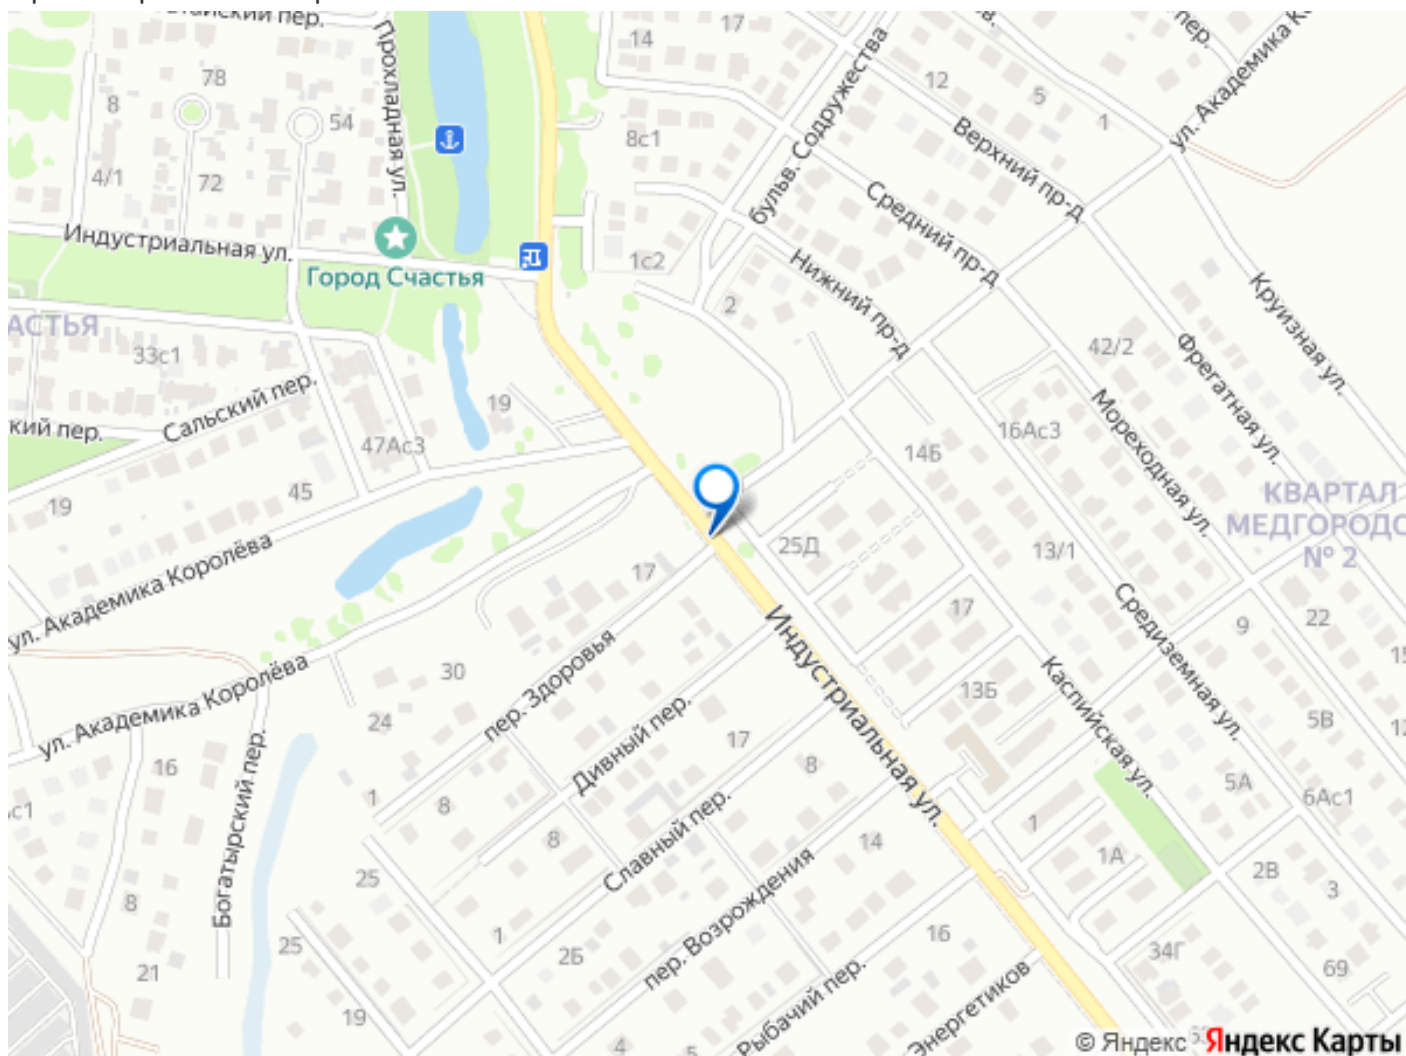 Прохладная ул.
78
8
54
4/1
72
Индустриальная ул.
Город Счастья
33с1
Сальский пер.
кий пер.
47Ас3
19
45
19
ул. Академика Королёва
ул. Академика Королёва
14
17
8с1
1с2
2
бульв. Содружества
12
5
1
Верхний пр-д
Средний пр-д
Нижний пр-д
ул. Академика К
Круизная ул.
Фрегатная ул.
42/2
Мореходная ул.
16Ас3
14Б
КВАРТАЛ
МЕДГОРОДО
№ 2
13/1
25Д
17
17
Средиземная ул.
9
22
Индустриальная ул.
Каспийская ул.
13Б
5В
5А
6Ас1
30
24
пер. Здоровья
Дивный пер.
17
8
Славный пер.
1
8
8
16
Богатырский пер.
14
1
1А
2В
3
25
25
8
21
19
1
2Б
пер. Возрождения
16
34Г
69
Рыбачий пер.
Энергетиков
4
5
© Яндекс
Яндекс Карты